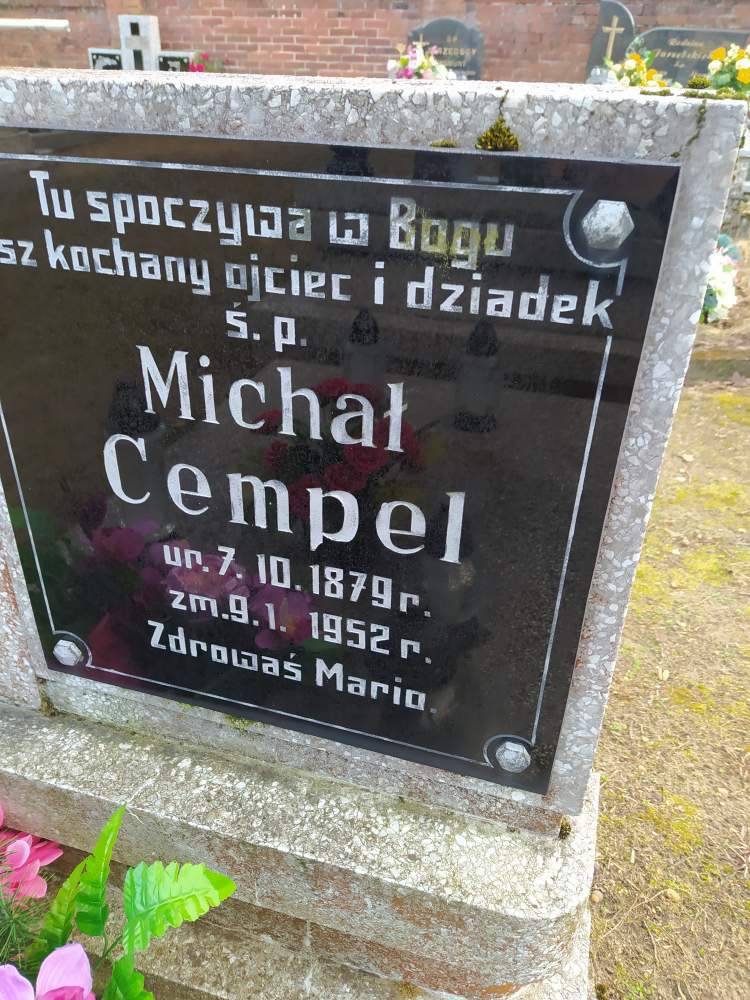 Tu spoczywa w Bogu
sz kochany ojciec i dziadek
ś. p.
Michał
Cempel
ur. 7. 10. 1879 r.
zm. 9. 1. 1952 r.
Zdrowaś Mario.